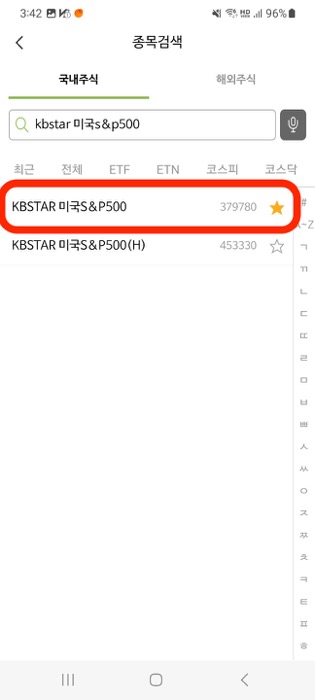 3:42 96%
종목검색
국내주식 해외주식
kbstar 미국s&p500
최근 전체 ETF ETN 코스피 코스닥
KBSTAR 미국S&P500 379780
KBSTAR 미국S&P500(H) 453330
#
A~Z
ㄱ
ㄲ
ㄴ
ㄷ
ㄸ
ㄹ
ㅁ
ㅂ
ㅃ
ㅅ
ㅆ
ㅇ
ㅈ
ㅉ
ㅊ
ㅋ
ㅌ
ㅍ
ㅎ